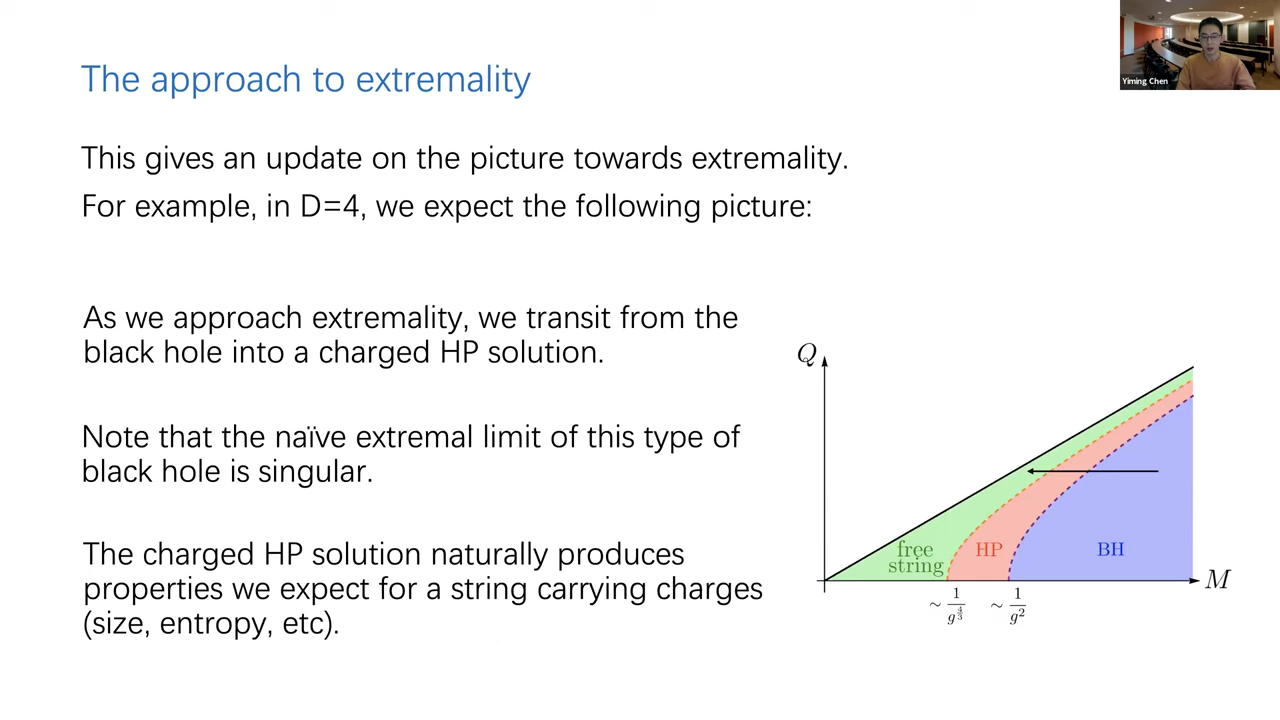 The approach to extremality
Yiming Chen
This gives an update on the picture towards extremality.
For example, in D=4, we expect the following picture:
As we approach extremality, we transit from the
black hole into a charged HP solution.
Note that the naïve extremal limit of this type of
black hole is singular.
The charged HP solution naturally produces
properties we expect for a string carrying charges
(size, entropy, etc).
Q
free
string
HP
BH
M
~ 1/g^{4/3}
~ 1/g^2